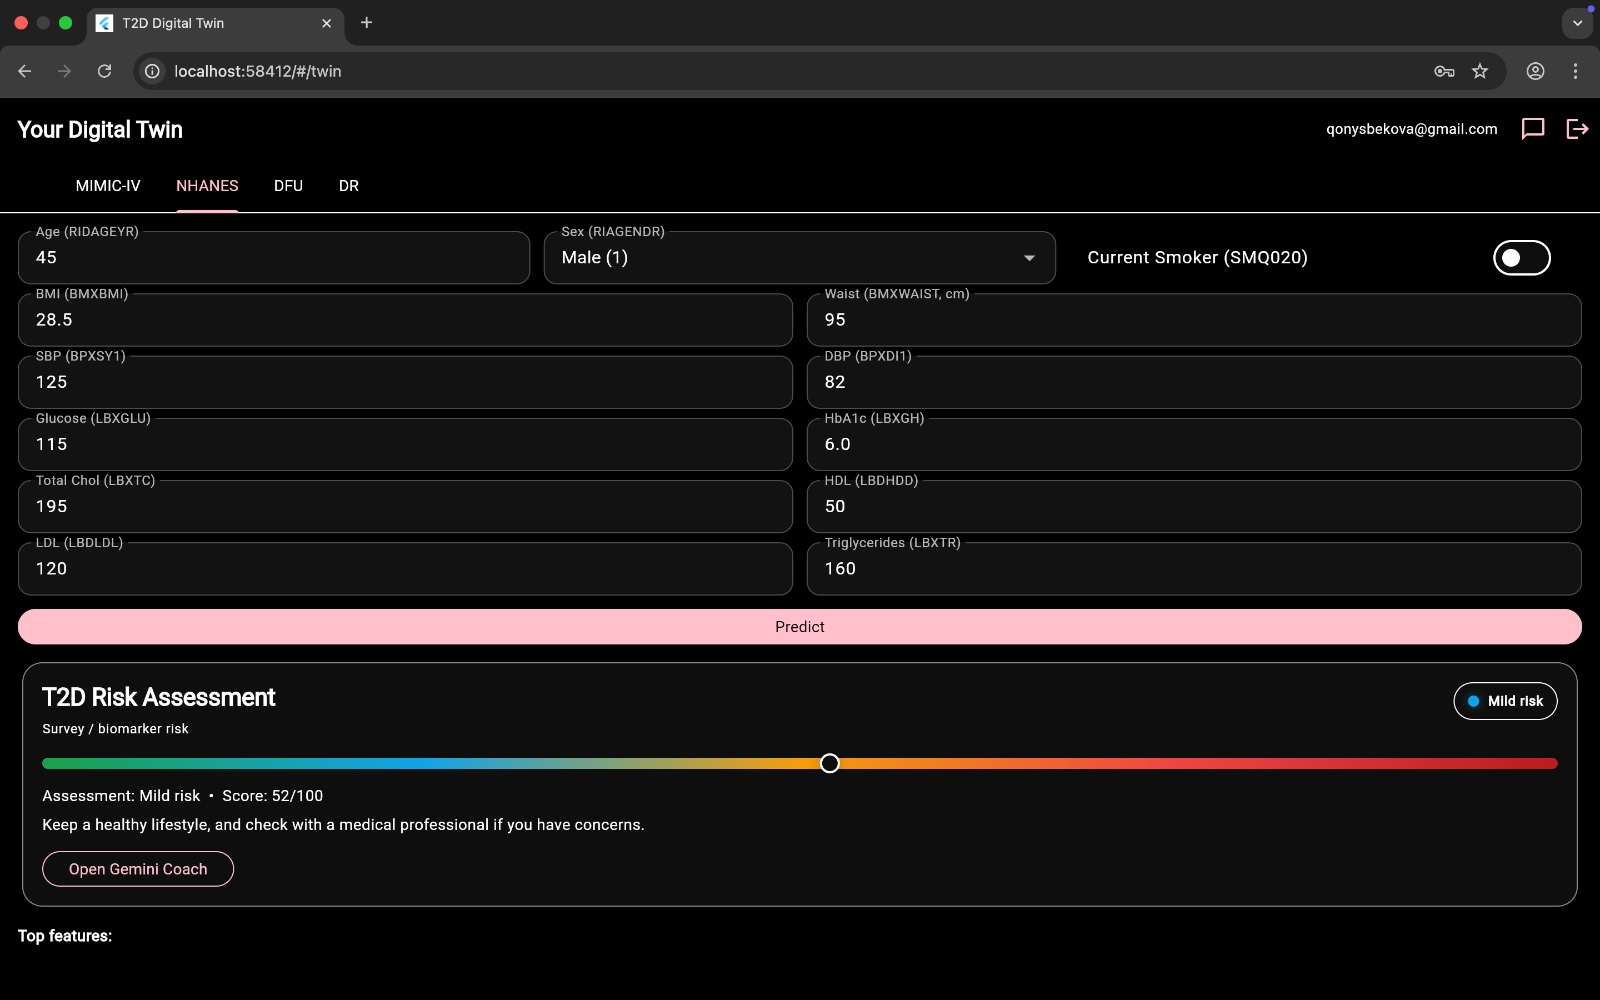 T2D Digital Twin
localhost:58412/#/twin
Your Digital Twin
qonysbekova@gmail.com
MIMIC-IV
NHANES
DFU
DR
Age (RIDAGEYR)
45
Sex (RIAGENDR)
Male (1)
Current Smoker (SMQ020)
BMI (BMXBMI)
28.5
Waist (BMXWAIST, cm)
95
SBP (BPXSY1)
125
DBP (BPXDI1)
82
Glucose (LBXGLU)
115
HbA1c (LBXGH)
6.0
Total Chol (LBXTC)
195
HDL (LBDHDD)
50
LDL (LBDLDL)
120
Triglycerides (LBXTR)
160
Predict
T2D Risk Assessment
Mild risk
Survey / biomarker risk
Assessment: Mild risk • Score: 52/100
Keep a healthy lifestyle, and check with a medical professional if you have concerns.
Open Gemini Coach
Top features: